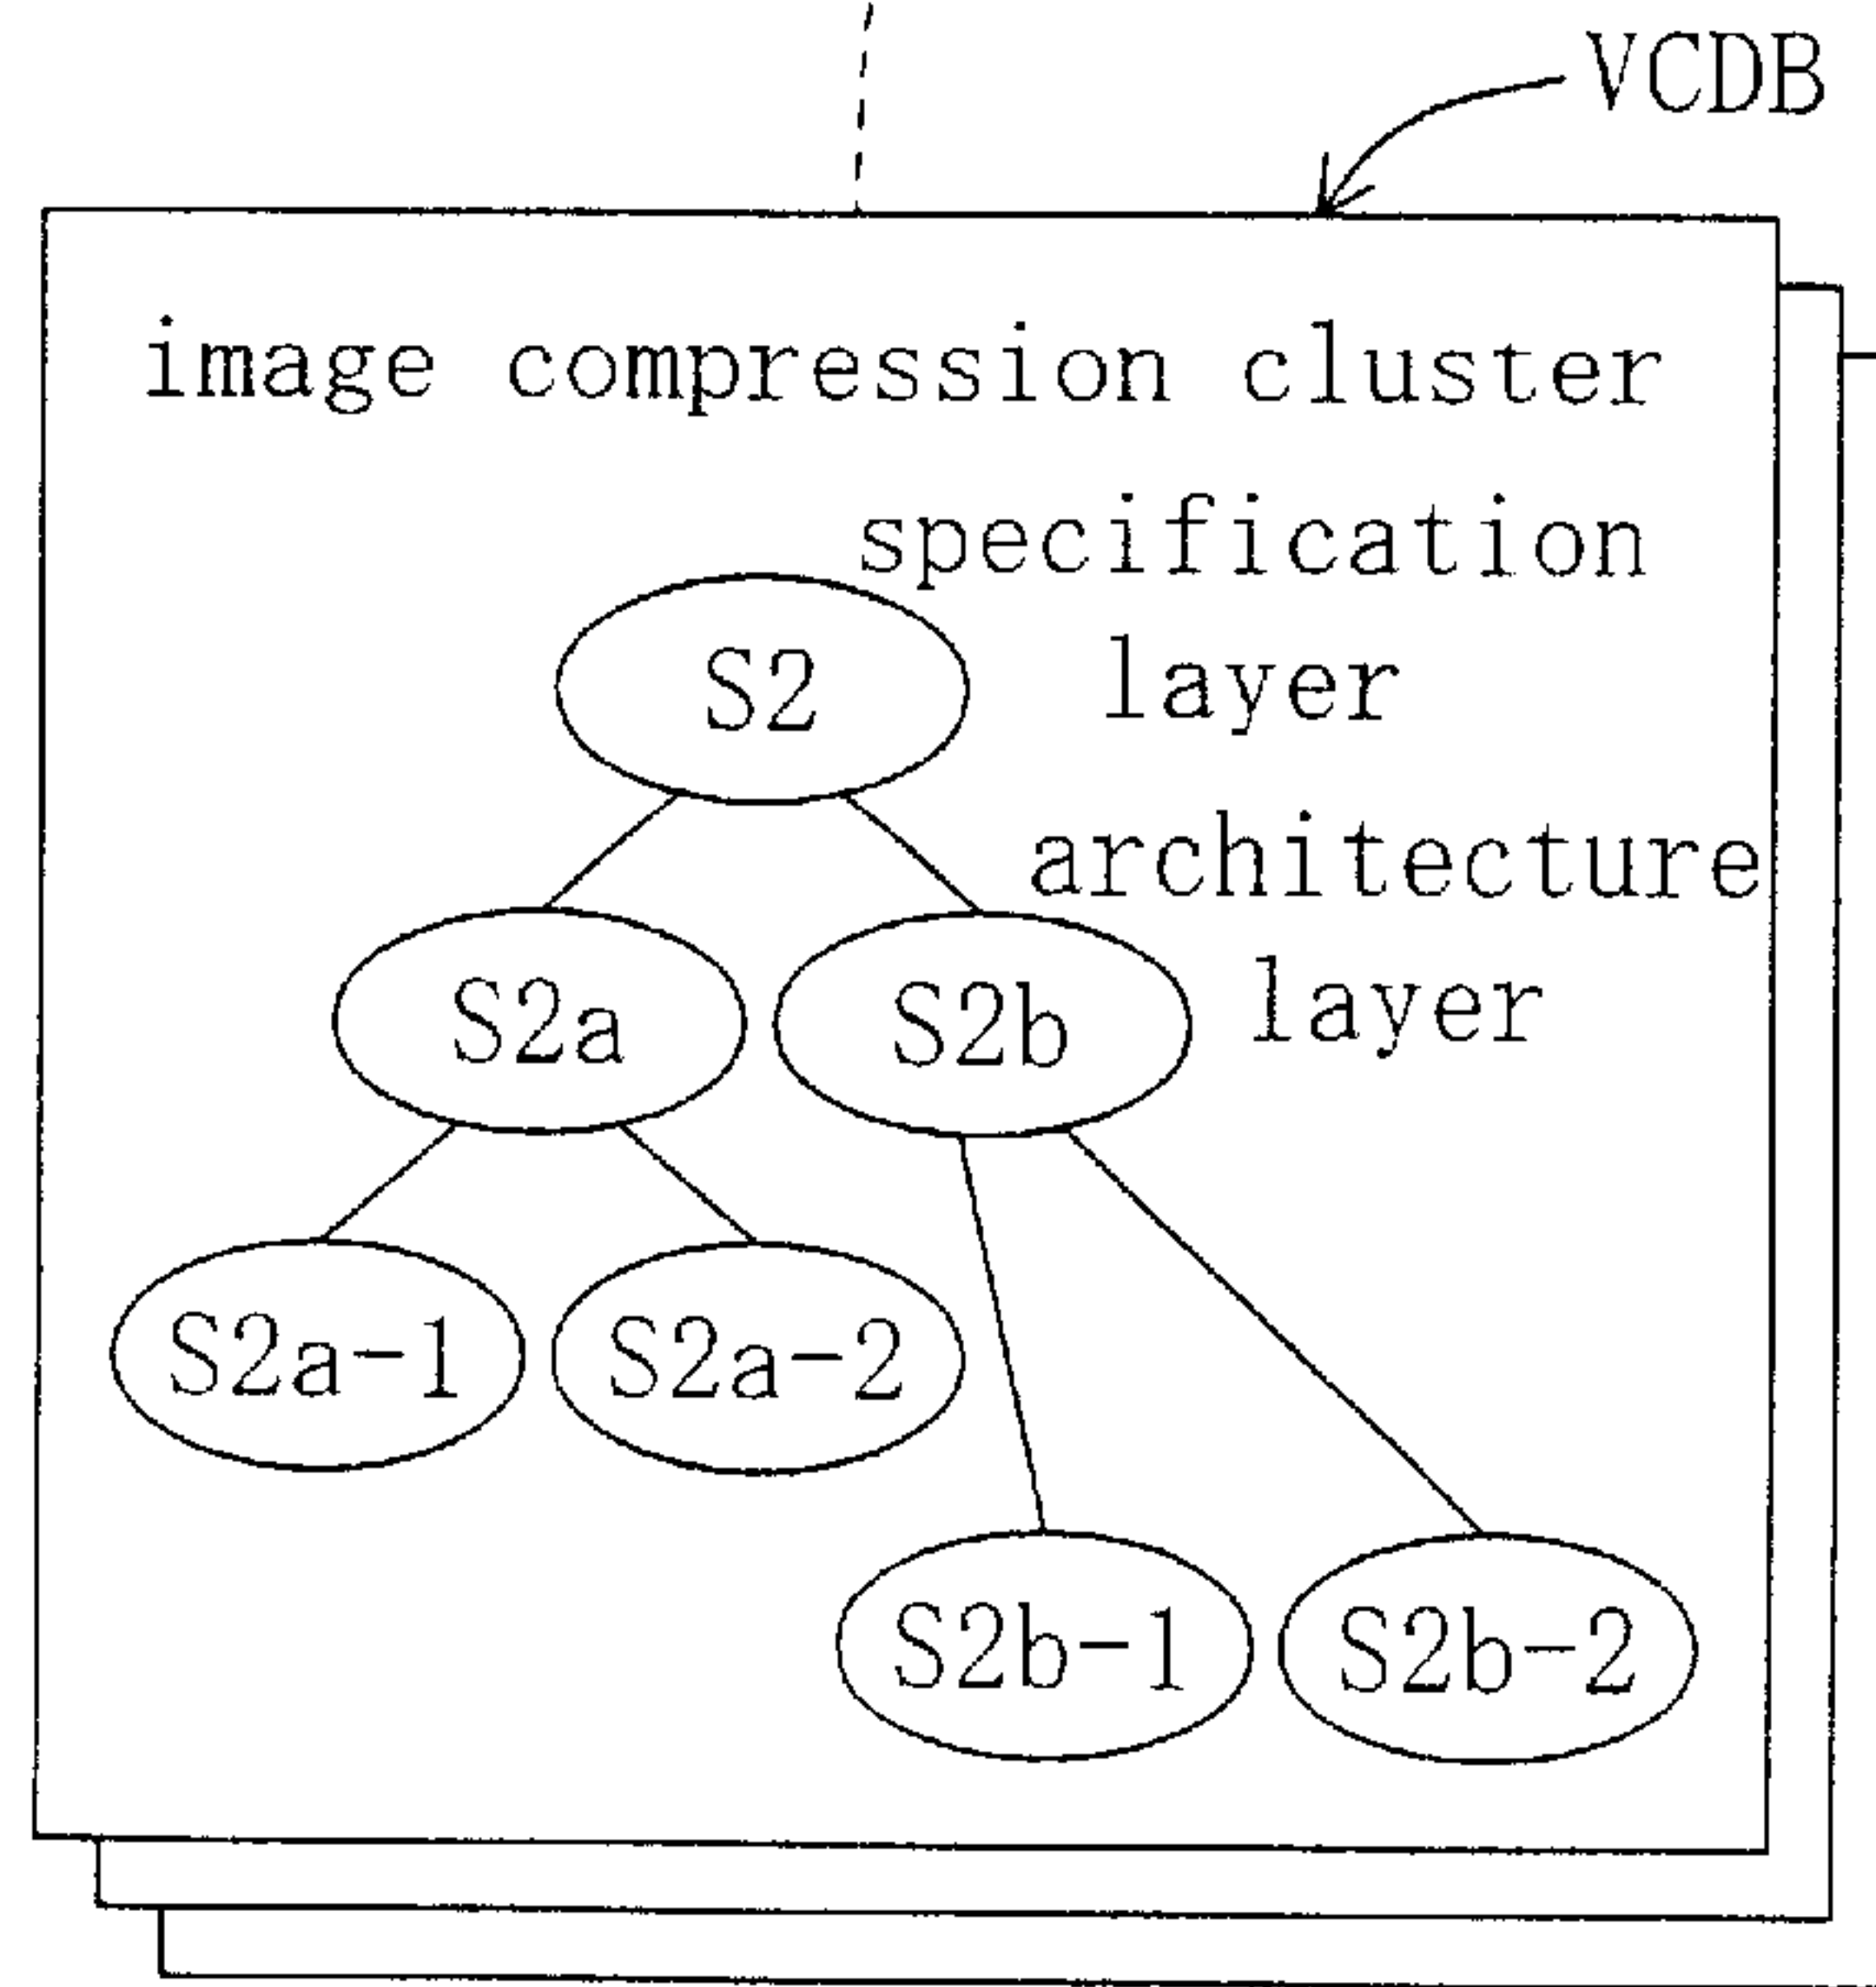 VCDB
image compression cluster
specification
layer
S2
architecture
layer
S2a
S2b
S2a-1
S2a-2
S2b-1
S2b-2